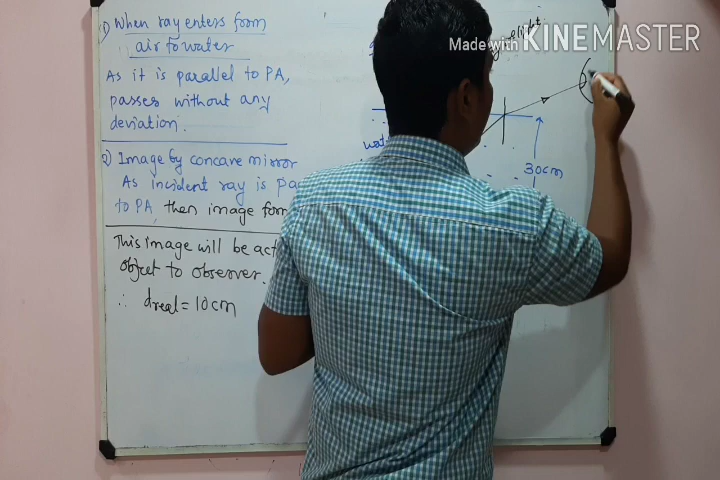 1) When ray enters from
air to water
As it is parallel to PA,
passes without any
deviation.
2) Image by concave mirror
As incident ray is pa
to PA, then image form
This image will be act
object to observer.
∴ dreal = 10cm
Made with KINEMASTER
30cm